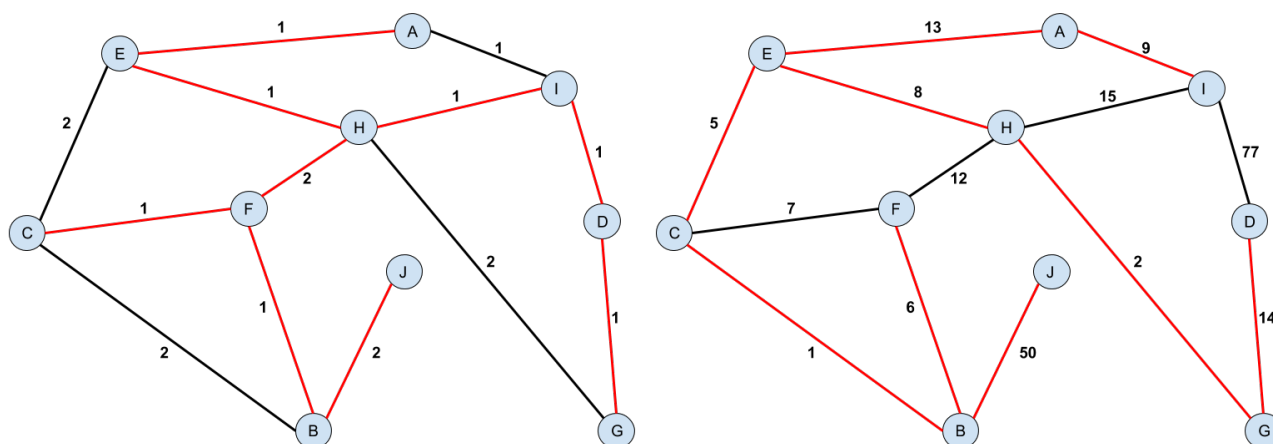 1 A 13 A
E 1 E 9
I I
1 1 8 15
2 H 1 5 H 77
2 12
1 F D 7 F D
C C
J J
2 2
1 1 6 14
2 2 1 50
B G B G